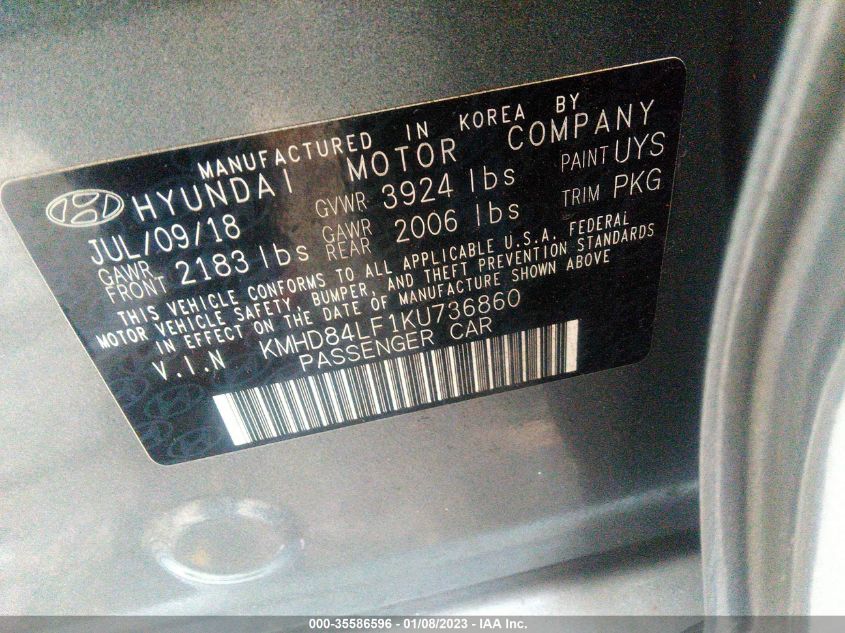 MANUFACTURED IN KOREA BY
HYUNDAI MOTOR COMPANY
JUL/09/18 GVWR 3924 lbs PAINT UYS
GAWR FRONT 2183 lbs GAWR REAR 2006 lbs TRIM PKG
THIS VEHICLE CONFORMS TO ALL APPLICABLE U.S.A. FEDERAL
MOTOR VEHICLE SAFETY, BUMPER, AND THEFT PREVENTION STANDARDS
IN EFFECT ON THE DATE OF MANUFACTURE SHOWN ABOVE
V.I.N KMHD84LF1KU736860
PASSENGER CAR
000-35586596 - 01/08/2023 - IAA Inc.